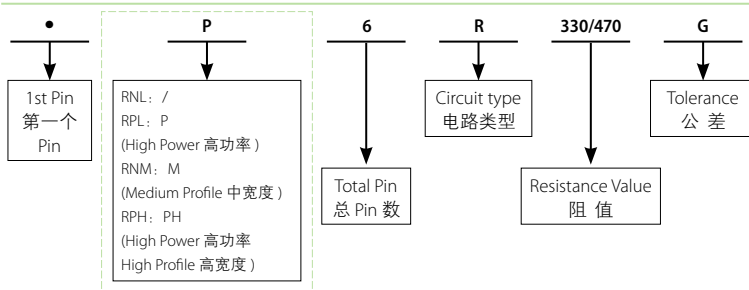 • P 6 R 330/470 G
1st Pin
第一个
Pin
RNL：/
RPL：P
(High Power 高功率 )
RNM：M
(Medium Profile 中宽度 )
RPH：PH
(High Power 高功率
High Profile 高宽度 )
Total Pin
总 Pin 数
Circuit type
电路类型
Resistance Value
阻 值
Tolerance
公 差